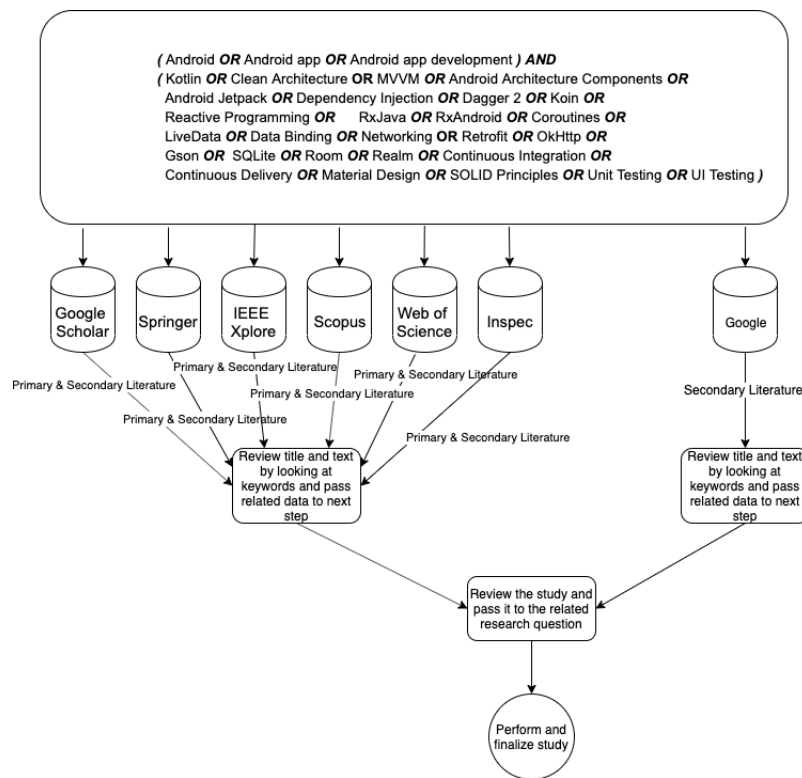 ( Android OR Android app OR Android app development ) AND
( Kotlin OR Clean Architecture OR MVVM OR Android Architecture Components OR
Android Jetpack OR Dependency Injection OR Dagger 2 OR Koin OR
Reactive Programming OR RxJava OR RxAndroid OR Coroutines OR
LiveData OR Data Binding OR Networking OR Retrofit OR OkHttp OR
Gson OR SQLite OR Room OR Realm OR Continuous Integration OR
Continuous Delivery OR Material Design OR SOLID Principles OR Unit Testing OR UI Testing )
Google
Scholar
Springer
IEEE
Xplore
Scopus
Web of
Science
Inspec
Google
Primary & Secondary Literature
Primary & Secondary Literature
Primary & Secondary Literature
Primary & Secondary Literature
Primary & Secondary Literature
Primary & Secondary Literature
Secondary Literature
Review title and text
by looking at
keywords and pass
related data to next
step
Review title and text
by looking at
keywords and pass
related data to next
step
Review the study and
pass it to the related
research question
Perform and
finalize study